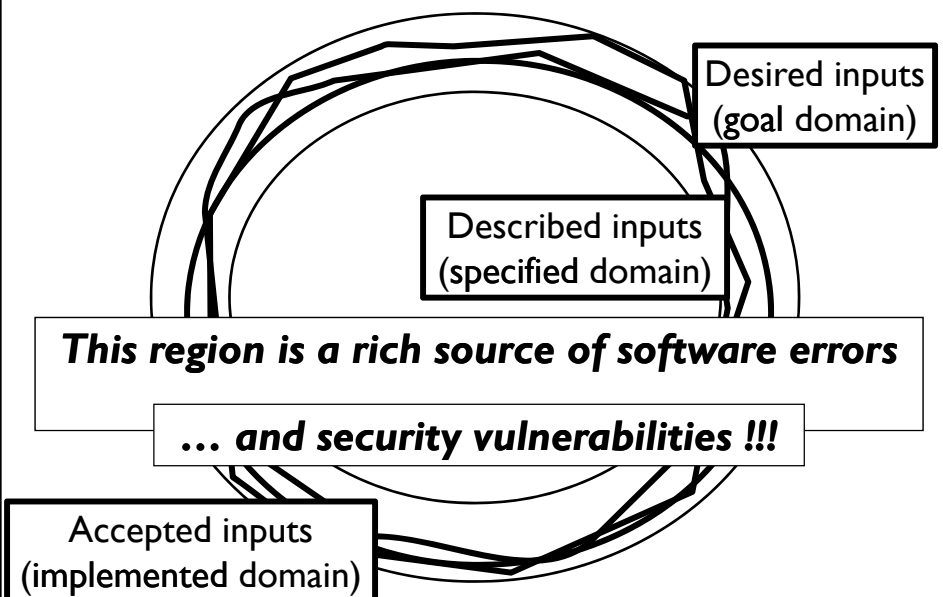 Desired inputs
(goal domain)
Described inputs
(specified domain)
This region is a rich source of software errors
… and security vulnerabilities !!!
Accepted inputs
(implemented domain)